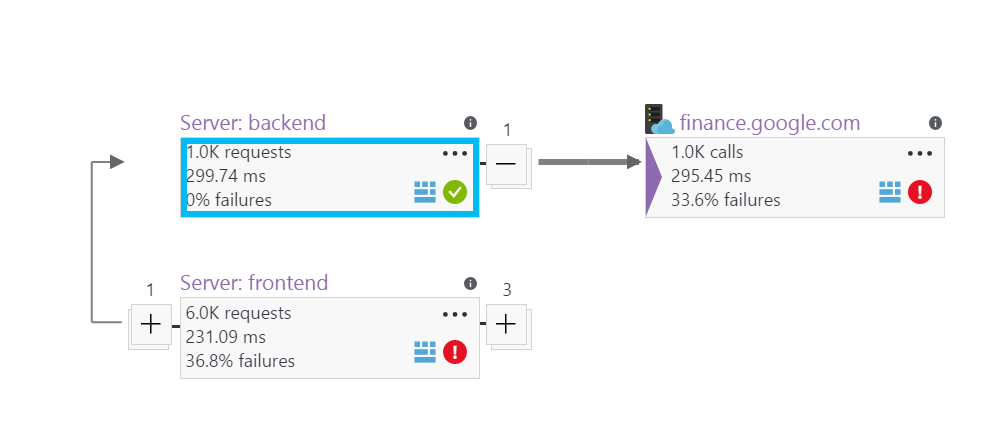 Server: backend
1.0K requests
299.74 ms
0% failures
1
finance.google.com
1.0K calls
295.45 ms
33.6% failures
Server: frontend
1
6.0K requests
231.09 ms
36.8% failures
3